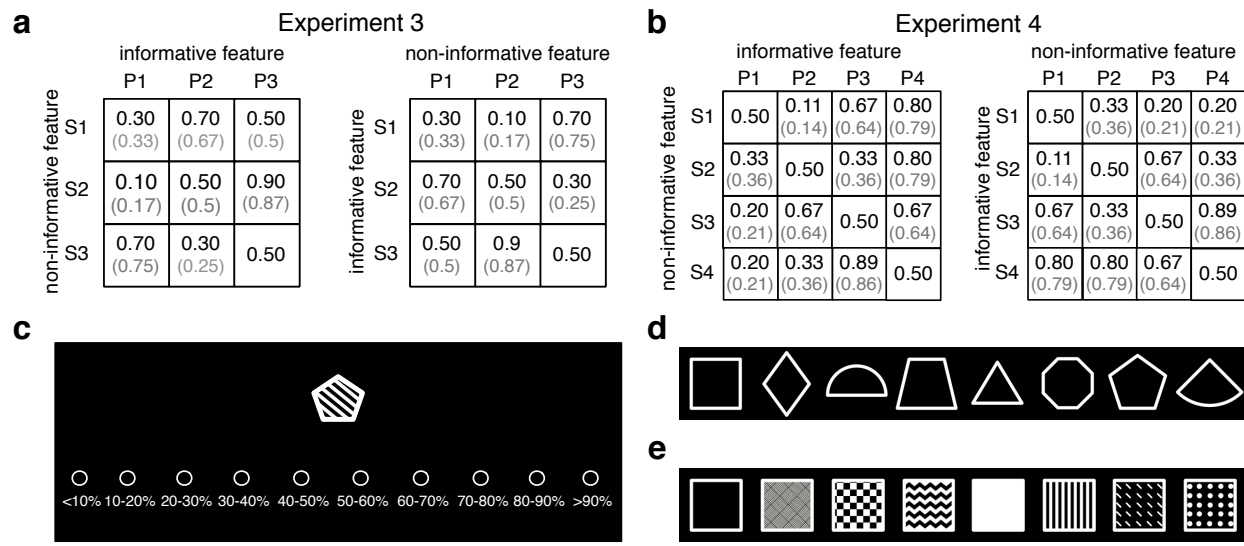 a
Experiment 3
informative feature
P1 P2 P3
non-informative feature
S1 0.30 0.70 0.50
(0.33) (0.67) (0.5)
S2 0.10 0.50 0.90
(0.17) (0.5) (0.87)
S3 0.70 0.30 0.50
(0.75) (0.25)
non-informative feature
P1 P2 P3
informative feature
S1 0.30 0.10 0.70
(0.33) (0.17) (0.75)
S2 0.70 0.50 0.30
(0.67) (0.5) (0.25)
S3 0.50 0.9 0.50
(0.5) (0.87)
b
Experiment 4
informative feature
P1 P2 P3 P4
non-informative feature
S1 0.50 0.11 0.67 0.80
(0.14) (0.64) (0.79)
S2 0.33 0.50 0.33 0.80
(0.36) (0.36) (0.79)
S3 0.20 0.67 0.50 0.67
(0.21) (0.64) (0.64)
S4 0.20 0.33 0.89 0.50
(0.21) (0.36) (0.86)
non-informative feature
P1 P2 P3 P4
informative feature
S1 0.50 0.33 0.20 0.20
(0.36) (0.21) (0.21)
S2 0.11 0.50 0.67 0.33
(0.14) (0.64) (0.36)
S3 0.67 0.33 0.50 0.89
(0.64) (0.36) (0.86)
S4 0.80 0.80 0.67 0.50
(0.79) (0.79) (0.64)
c
<10% 10-20% 20-30% 30-40% 40-50% 50-60% 60-70% 70-80% 80-90% >90%
d
e